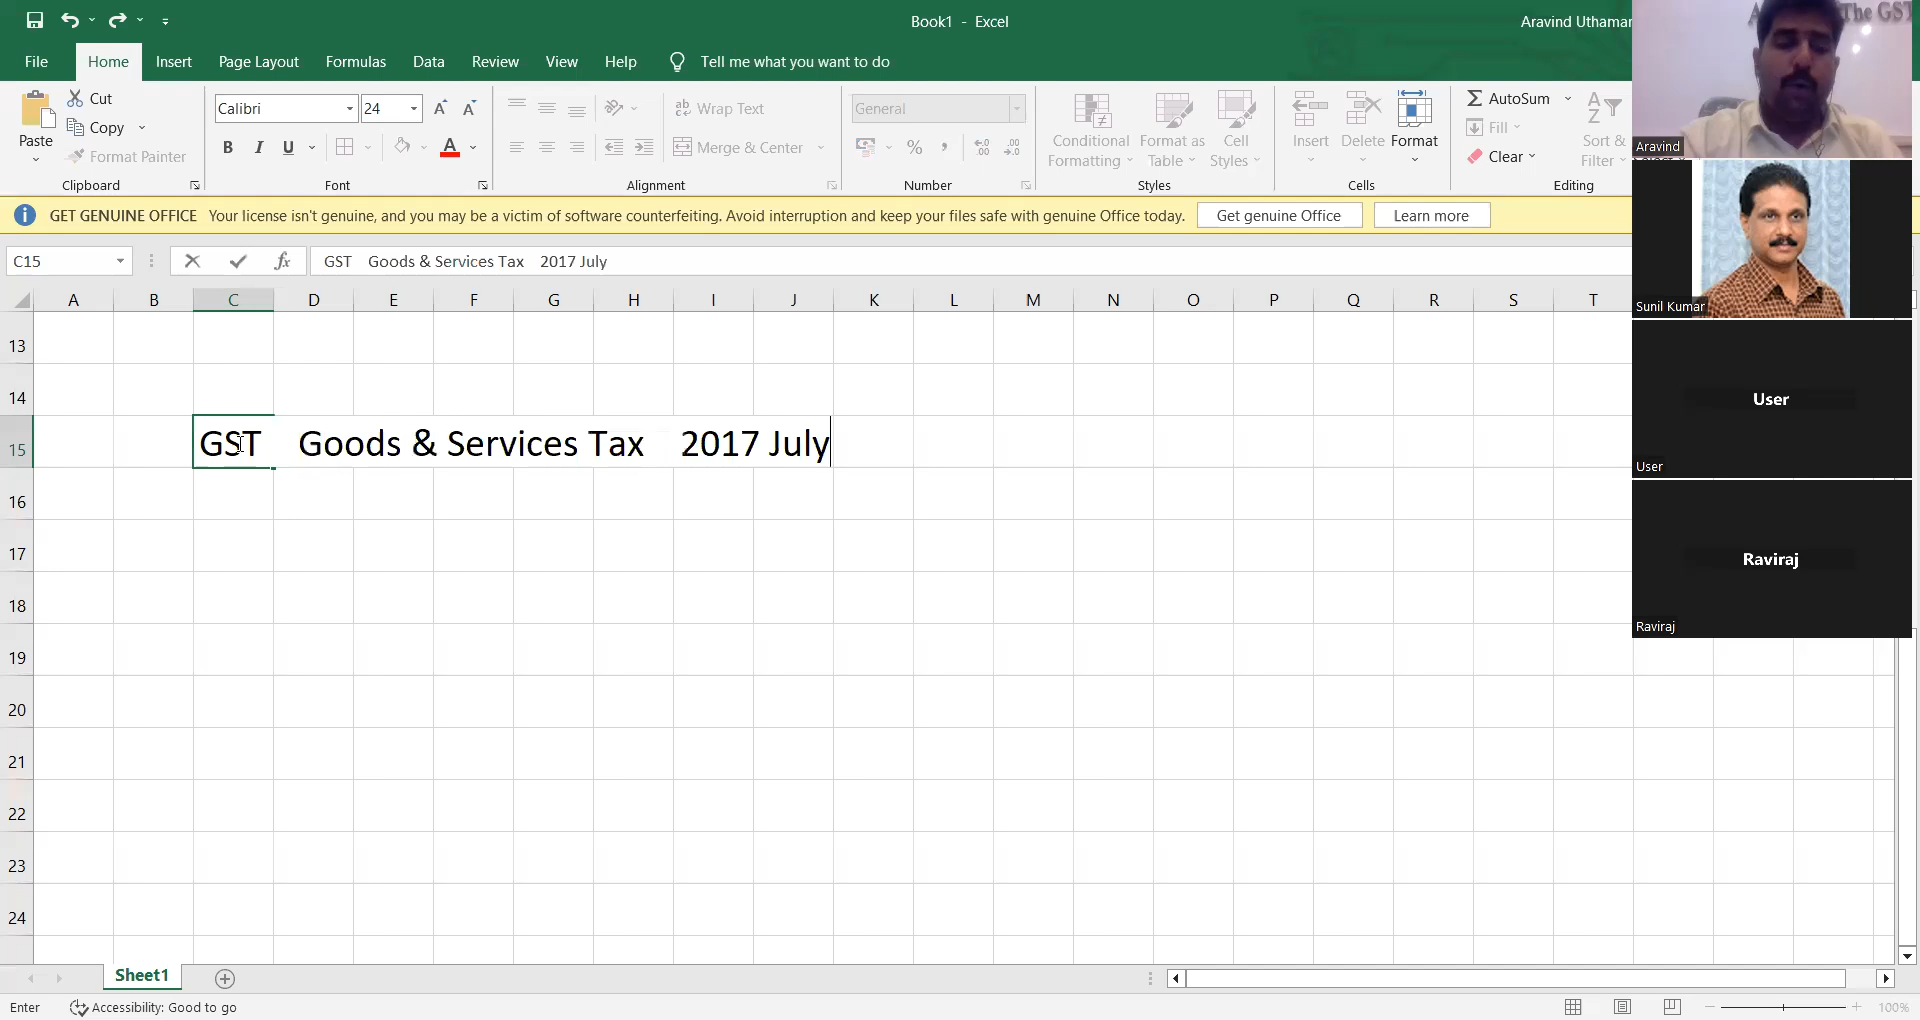 Book1 - Excel
Aravind Uthaman
The GST
File Home Insert Page Layout Formulas Data Review View Help Tell me what you want to do
Paste
Cut
Copy
Format Painter
Clipboard
Calibri 24
B I U A
Font
ab Wrap Text
Merge & Center
Alignment
General
%
Number
Conditional Formatting
Format as Table
Cell Styles
Styles
Insert Delete Format
Cells
AutoSum
Fill
Clear
Sort & Filter
Editing
Aravind
GET GENUINE OFFICE Your license isn't genuine, and you may be a victim of software counterfeiting. Avoid interruption and keep your files safe with genuine Office today. Get genuine Office Learn more
C15 fx GST Goods & Services Tax 2017 July
A B C D E F G H I J K L M N O P Q R S T
Sunil Kumar
13
14
15 GST Goods & Services Tax 2017 July
16
17
18
19
20
21
22
23
24
User
User
Raviraj
Raviraj
Sheet1
Enter Accessibility: Good to go 100%